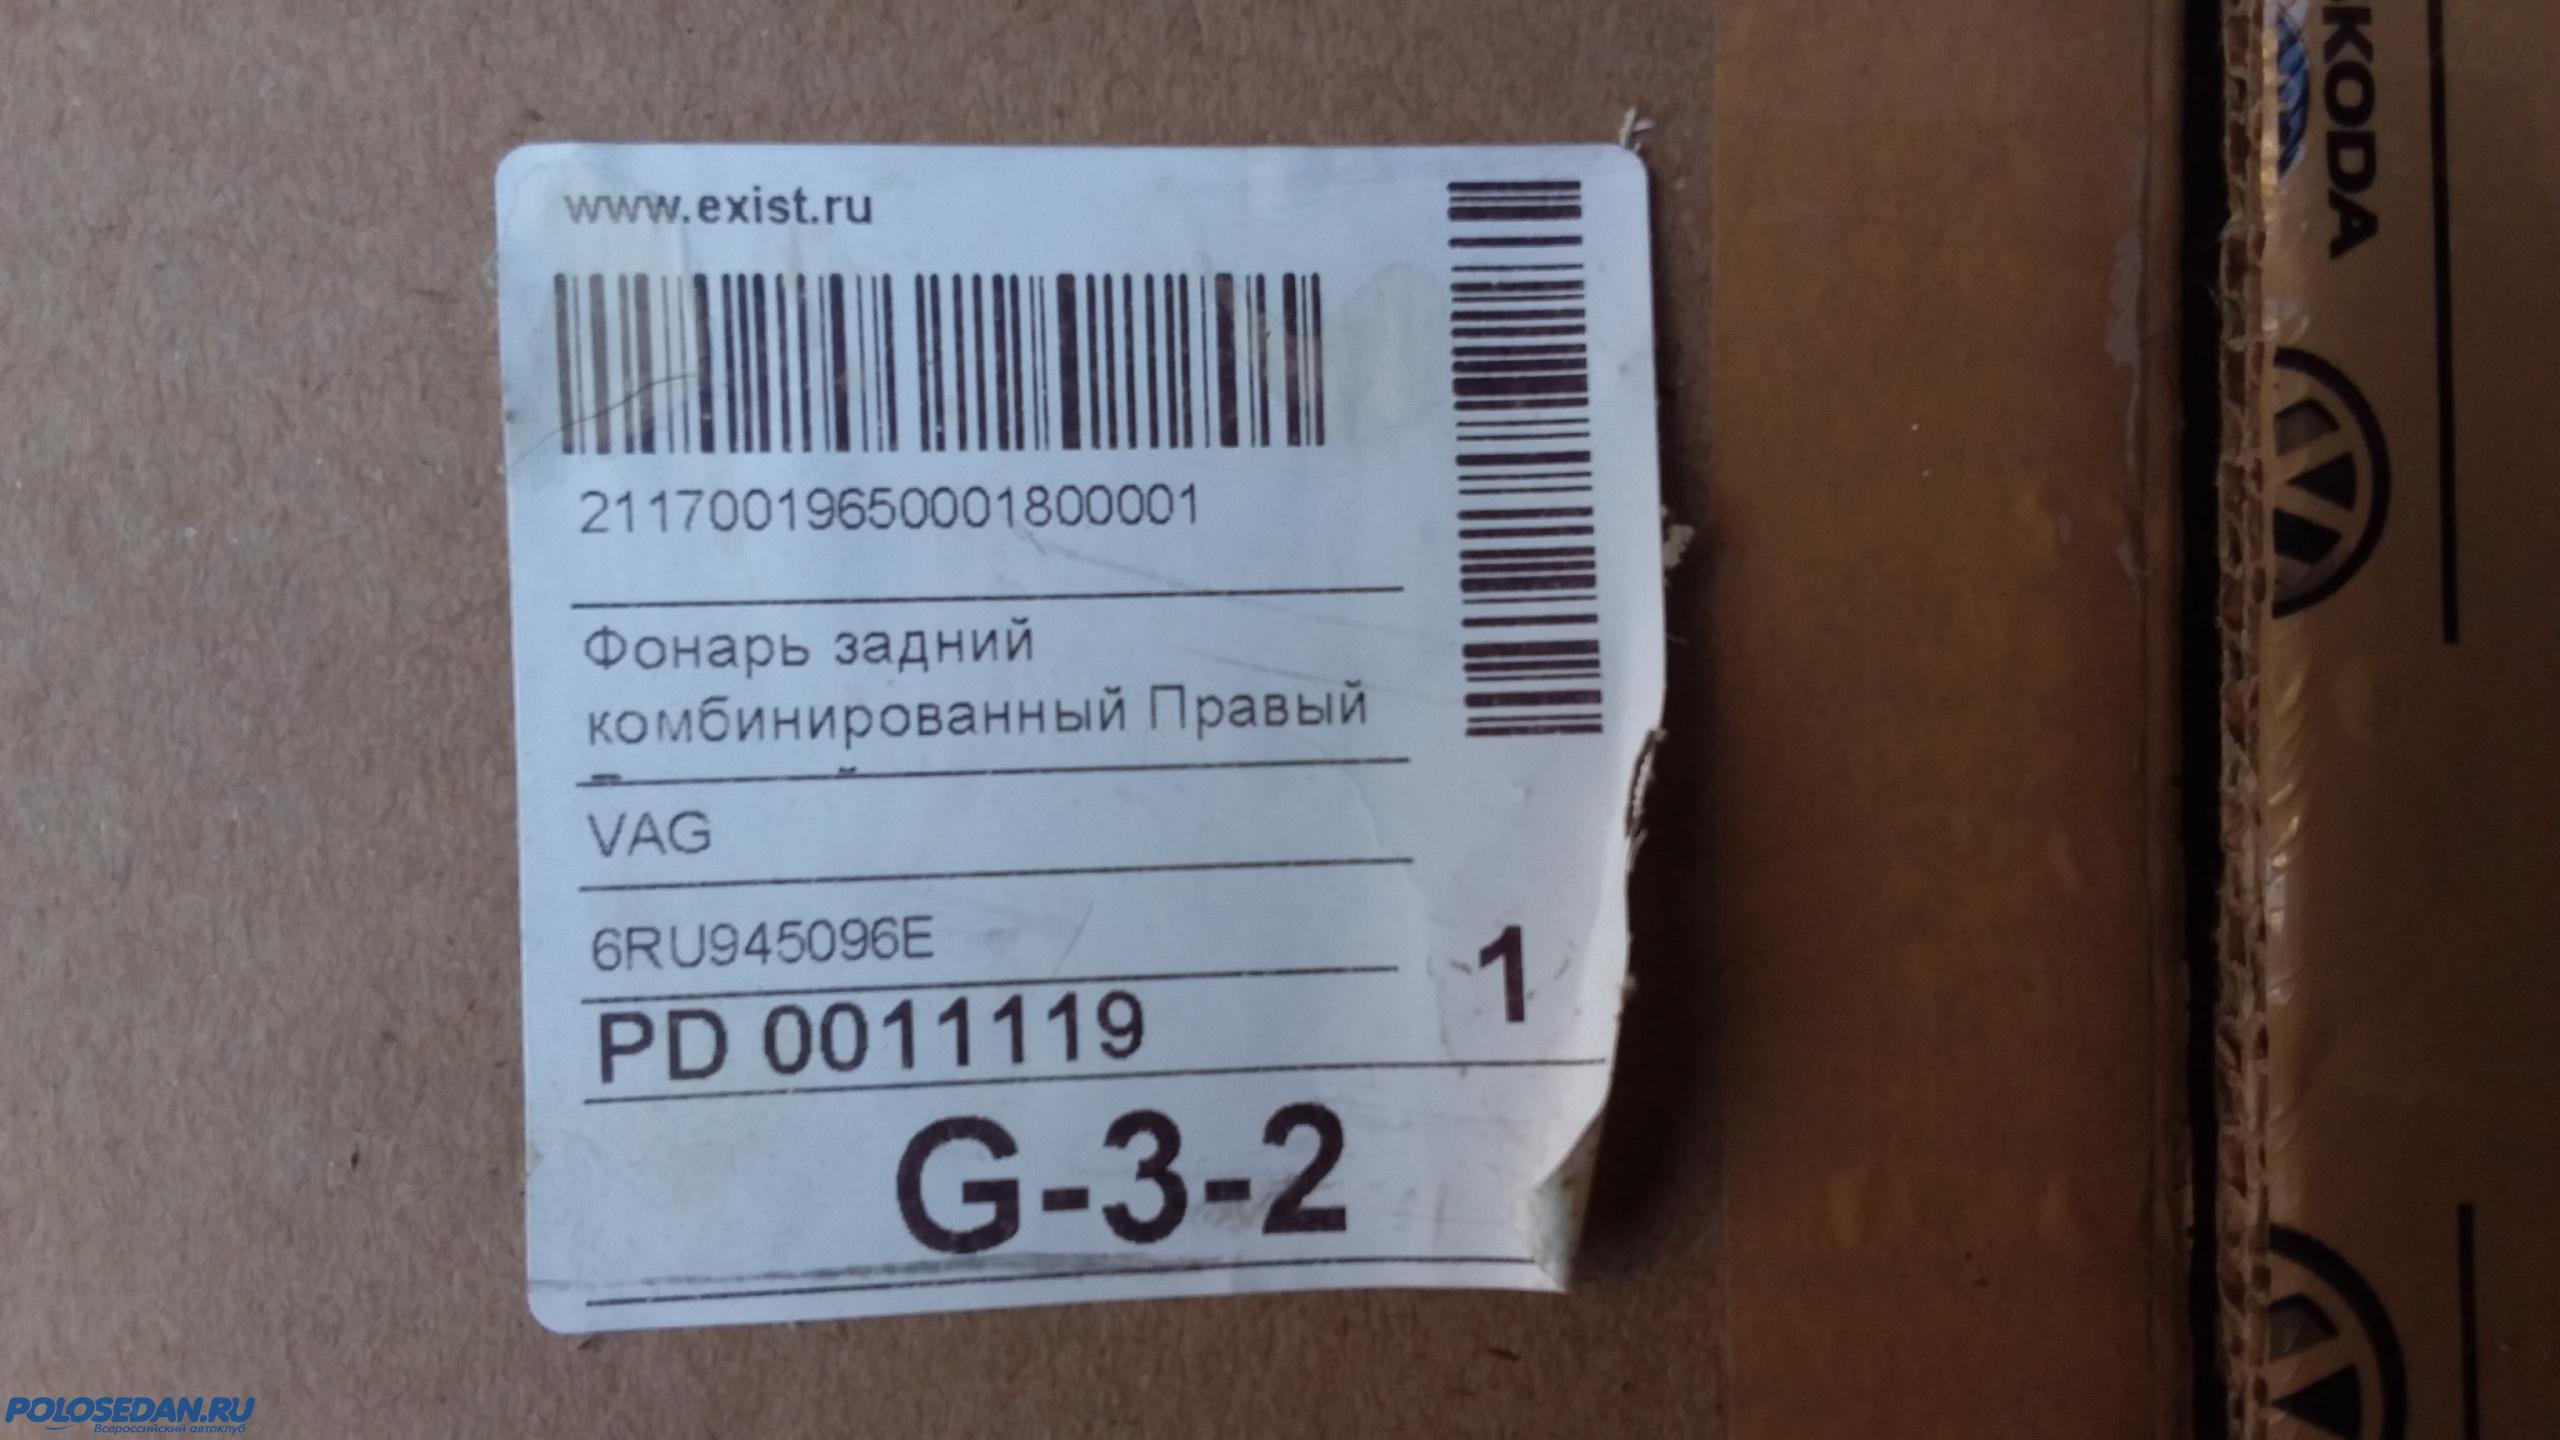 www.exist.ru
21170019650001800001
Фонарь задний
комбинированный Правый
VAG
6RU945096E
1
PD 0011119
G-3-2
KODA
POLOSEDAN.RU
Всероссийский автоклуб